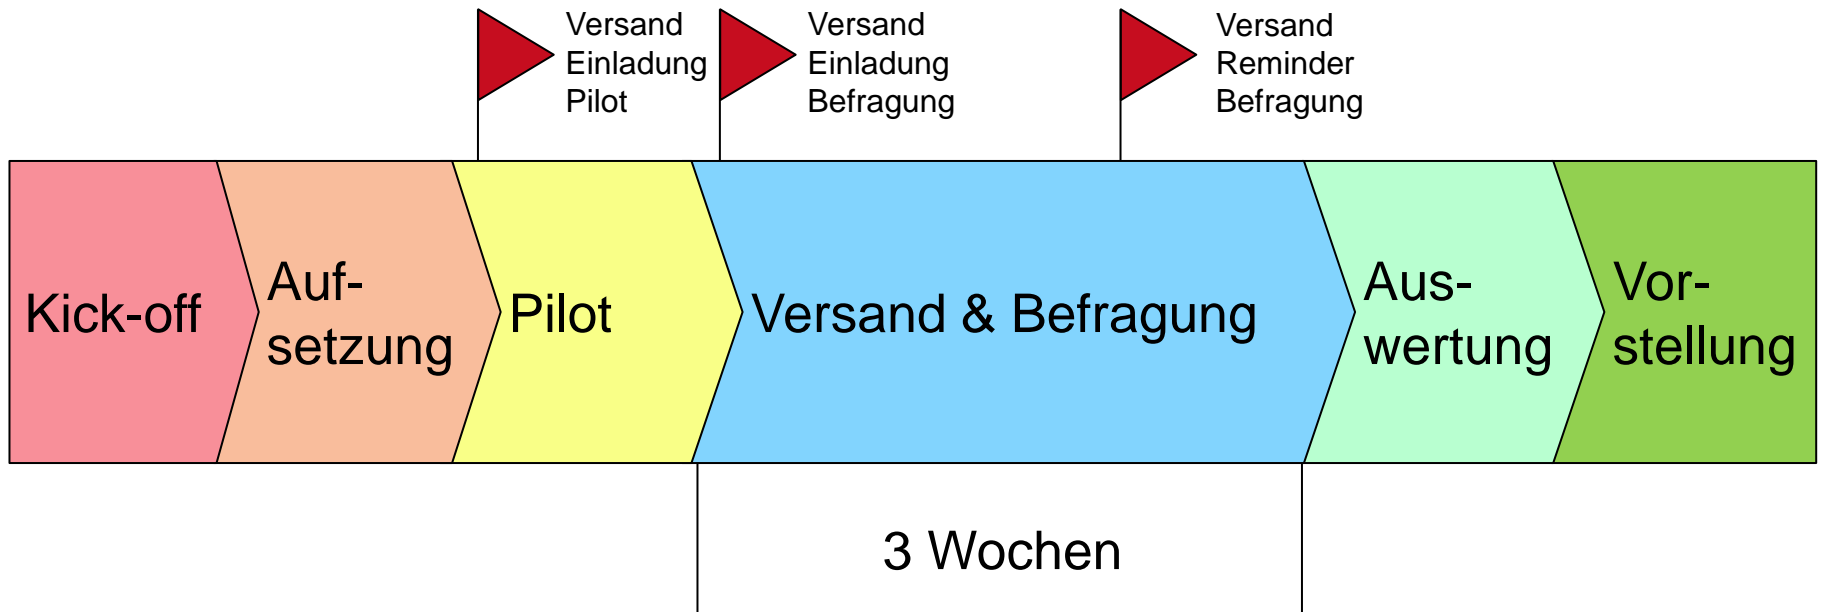 Versand
Einladung
Pilot
Versand
Einladung
Befragung
Versand
Reminder
Befragung
Kick-off
Auf-
setzung
Pilot
Versand & Befragung
Aus-
wertung
Vor-
stellung
3 Wochen